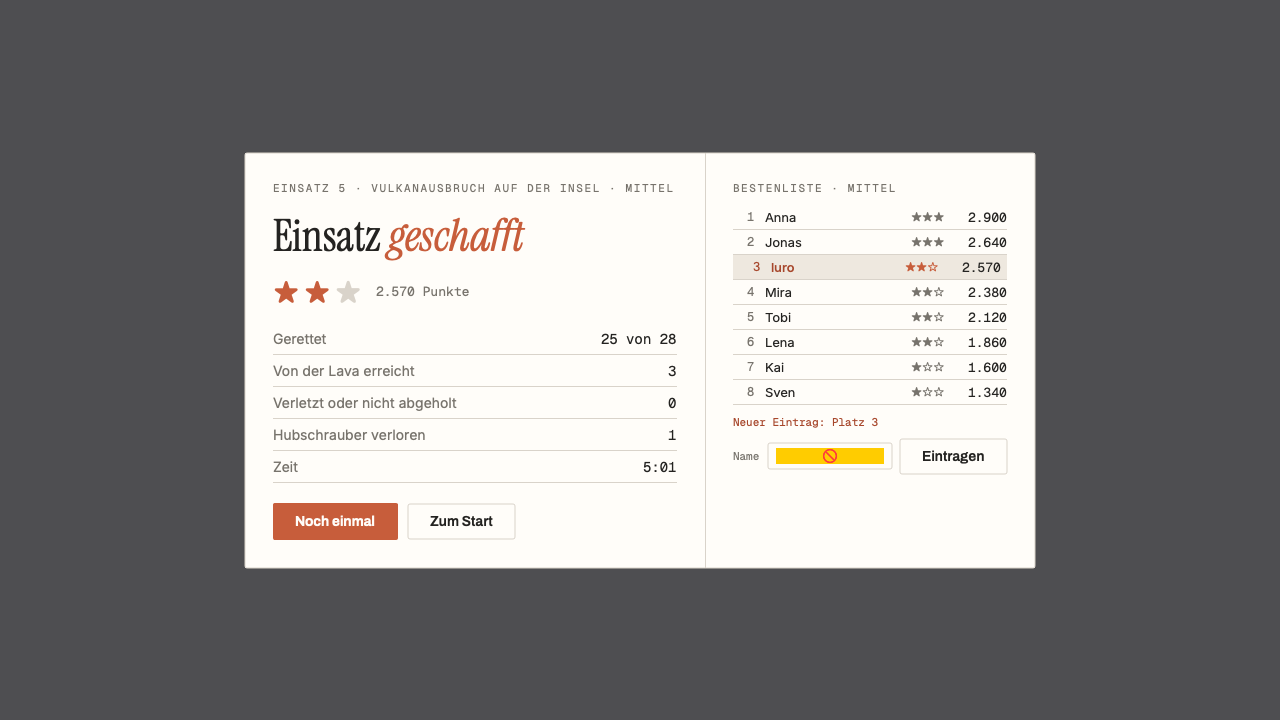 EINSATZ 5 · VULKANAUSBRUCH AUF DER INSEL · MITTEL
Einsatz geschafft
2.570 Punkte
Gerettet 25 von 28
Von der Lava erreicht 3
Verletzt oder nicht abgeholt 0
Hubschrauber verloren 1
Zeit 5:01
Noch einmal
Zum Start
BESTENLISTE · MITTEL
1 Anna ★★★ 2.900
2 Jonas ★★★ 2.640
3 Iuro ★★☆ 2.570
4 Mira ★★☆ 2.380
5 Tobi ★★☆ 2.120
6 Lena ★★☆ 1.860
7 Kai ★☆☆ 1.600
8 Sven ★☆☆ 1.340
Neuer Eintrag: Platz 3
Name
Eintragen